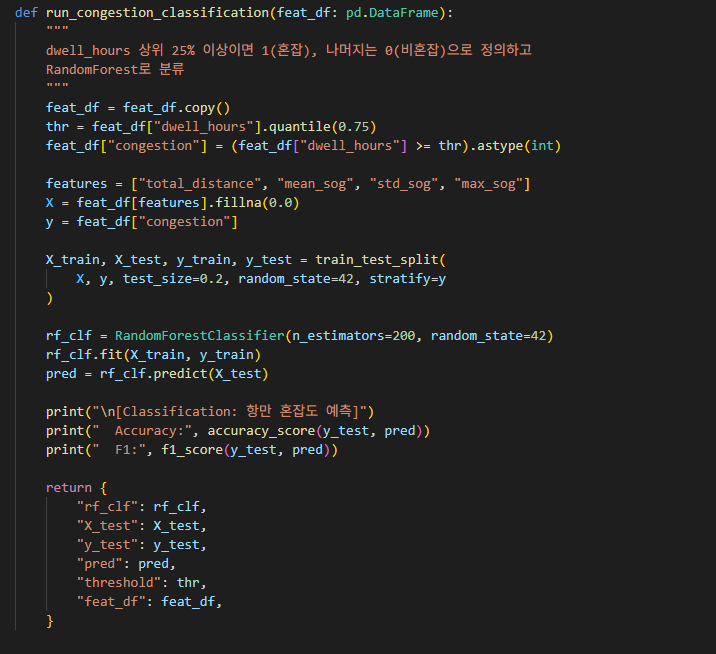 def run_congestion_classification(feat_df: pd.DataFrame):
    """
    dwell_hours 상위 25% 이상이면 1(혼잡), 나머지는 0(비혼잡)으로 정의하고
    RandomForest로 분류
    """
    feat_df = feat_df.copy()
    thr = feat_df["dwell_hours"].quantile(0.75)
    feat_df["congestion"] = (feat_df["dwell_hours"] >= thr).astype(int)

    features = ["total_distance", "mean_sog", "std_sog", "max_sog"]
    X = feat_df[features].fillna(0.0)
    y = feat_df["congestion"]

    X_train, X_test, y_train, y_test = train_test_split(
        X, y, test_size=0.2, random_state=42, stratify=y
    )

    rf_clf = RandomForestClassifier(n_estimators=200, random_state=42)
    rf_clf.fit(X_train, y_train)
    pred = rf_clf.predict(X_test)

    print("\n[Classification: 항만 혼잡도 예측]")
    print("  Accuracy:", accuracy_score(y_test, pred))
    print("  F1:", f1_score(y_test, pred))

    return {
        "rf_clf": rf_clf,
        "X_test": X_test,
        "y_test": y_test,
        "pred": pred,
        "threshold": thr,
        "feat_df": feat_df,
    }